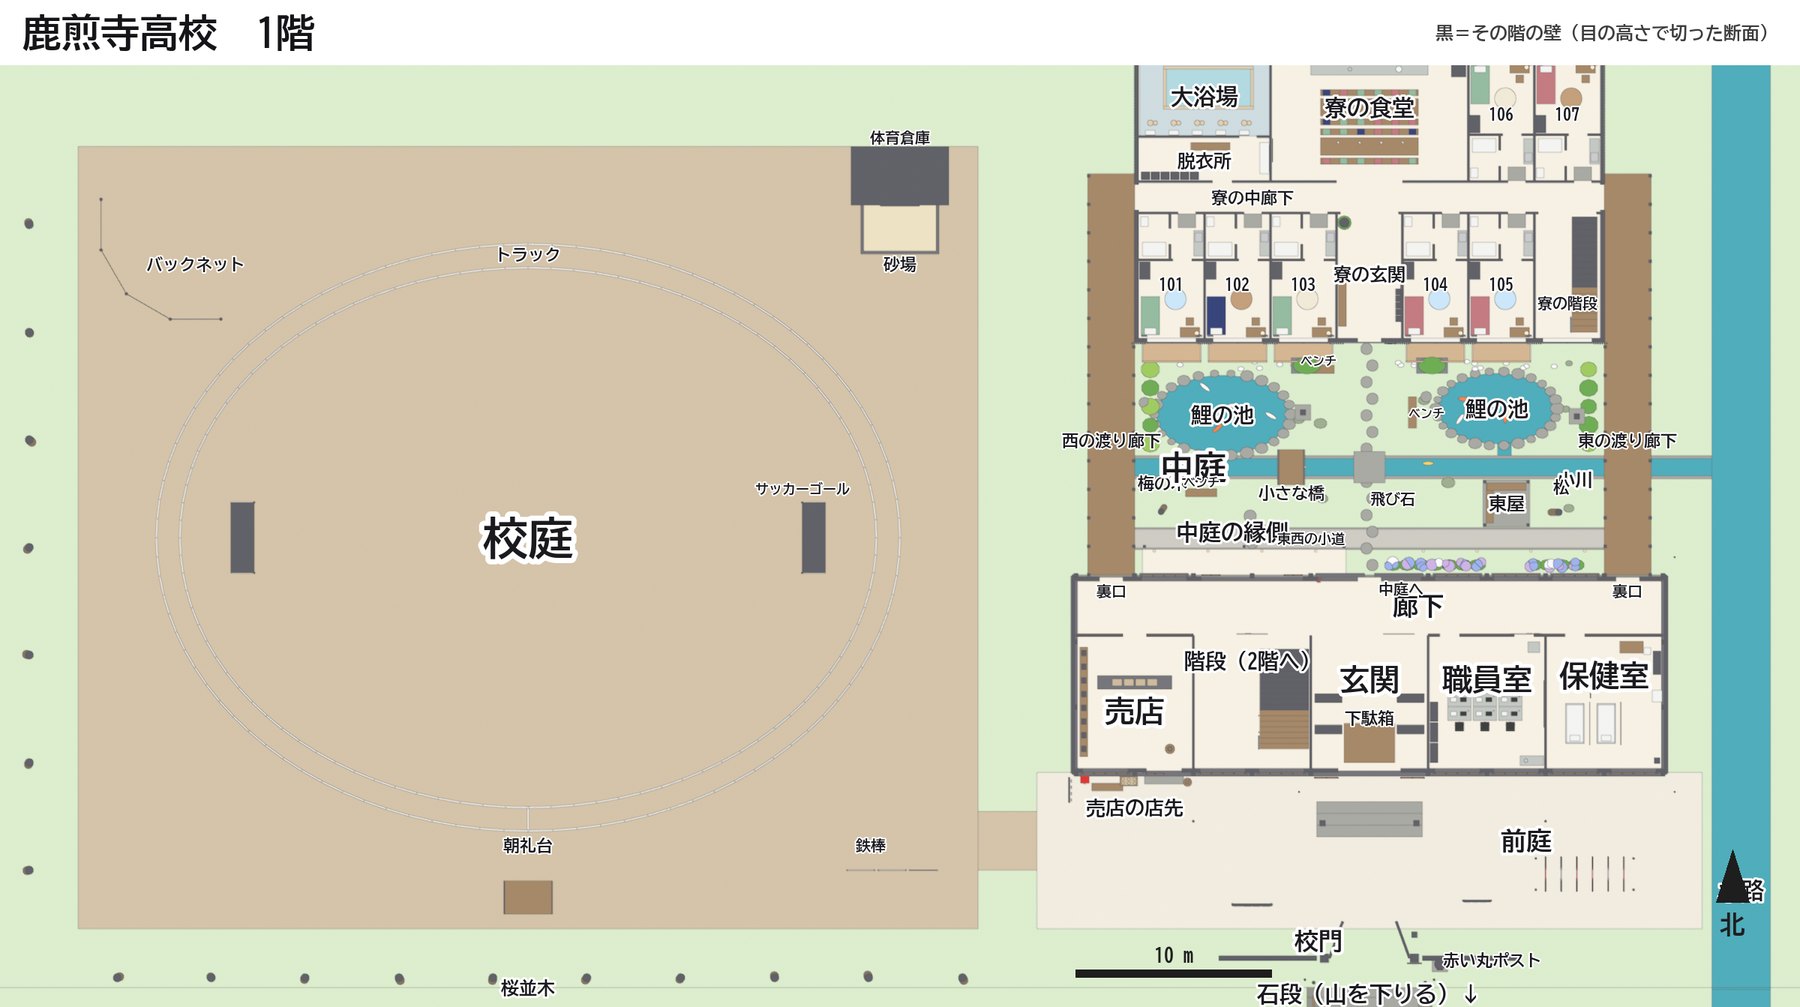 鹿煎寺高校　1階
黒＝その階の壁（目の高さで切った断面）
大浴場
寮の食堂
106
107
体育倉庫
脱衣所
寮の中廊下
バックネット
トラック
砂場
寮の玄関
101
102
103
104
105
寮の階段
ベンチ
鯉の池
鯉の池
ベンチ
西の渡り廊下
東の渡り廊下
中庭
梅の
ベンチ
小さな橋
飛び石
小川
松
東屋
サッカーゴール
校庭
中庭の縁側
東西の小道
裏口
中庭へ
廊下
裏口
階段（2階へ）
玄関
職員室
保健室
売店
下駄箱
売店の店先
前庭
朝礼台
鉄棒
路
北
校門
10 m
赤い丸ポスト
桜並木
石段（山を下りる）↓